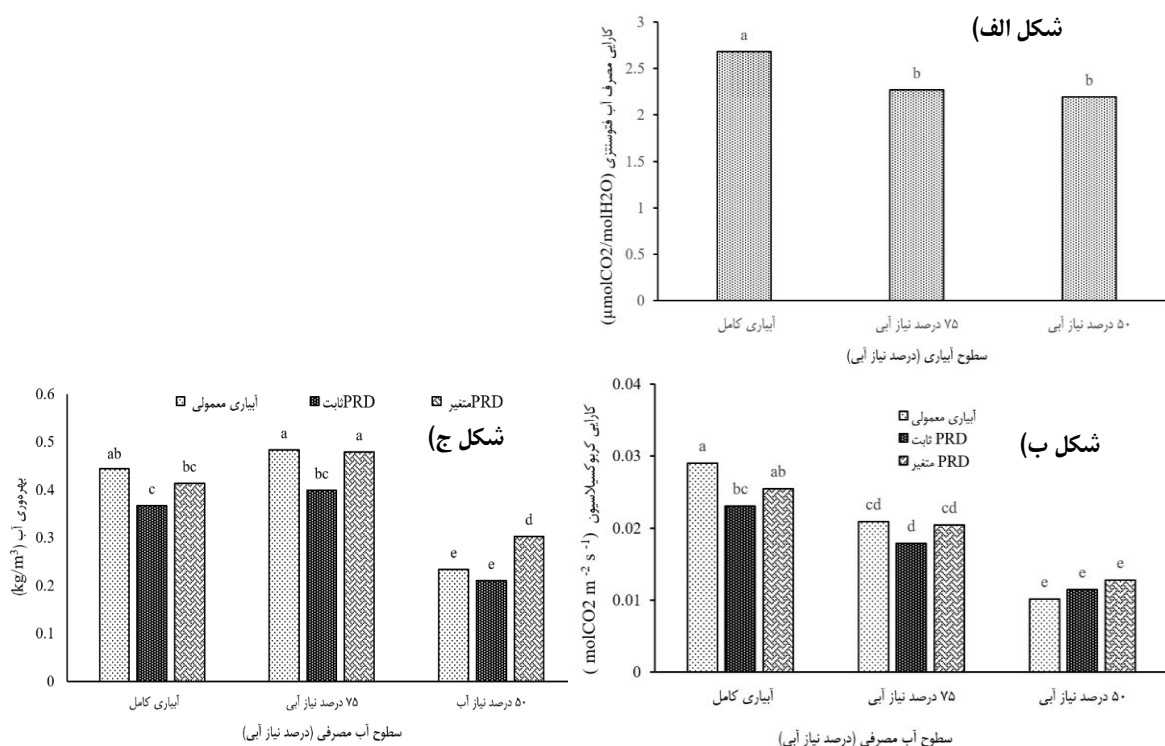 شکل الف)
کارایی مصرف آب فتوسنتزی
(µmolCO2/molH2O)
3
2.5
2
1.5
1
0.5
0
a
b
b
آبیاری کامل
۷۵ درصد نیاز آبی
۵۰ درصد نیاز آبی
سطوح آبیاری (درصد نیاز آبی)
شکل ب)
کارایی کربوکسیلاسیون
( molCO2 m -2 s -1 )
0.04
0.03
0.02
0.01
0
آبیاری معمولی
PRD ثابت
PRD متغیر
a
bc
ab
cd
d
cd
e
e
e
آبیاری کامل
۷۵ درصد نیاز آبی
۵۰ درصد نیاز آبی
سطوح آب مصرفی (درصد نیاز آبی)
شکل ج)
بهره‌وری آب (kg/m³)
0.6
0.5
0.4
0.3
0.2
0.1
0
آبیاری معمولی
PRDثابت
PRDمتغیر
ab
c
bc
a
bc
a
e
e
d
آبیاری کامل
۷۵ درصد نیاز آبی
۵۰ درصد نیاز آب
سطوح آب مصرفی (درصد نیاز آبی)